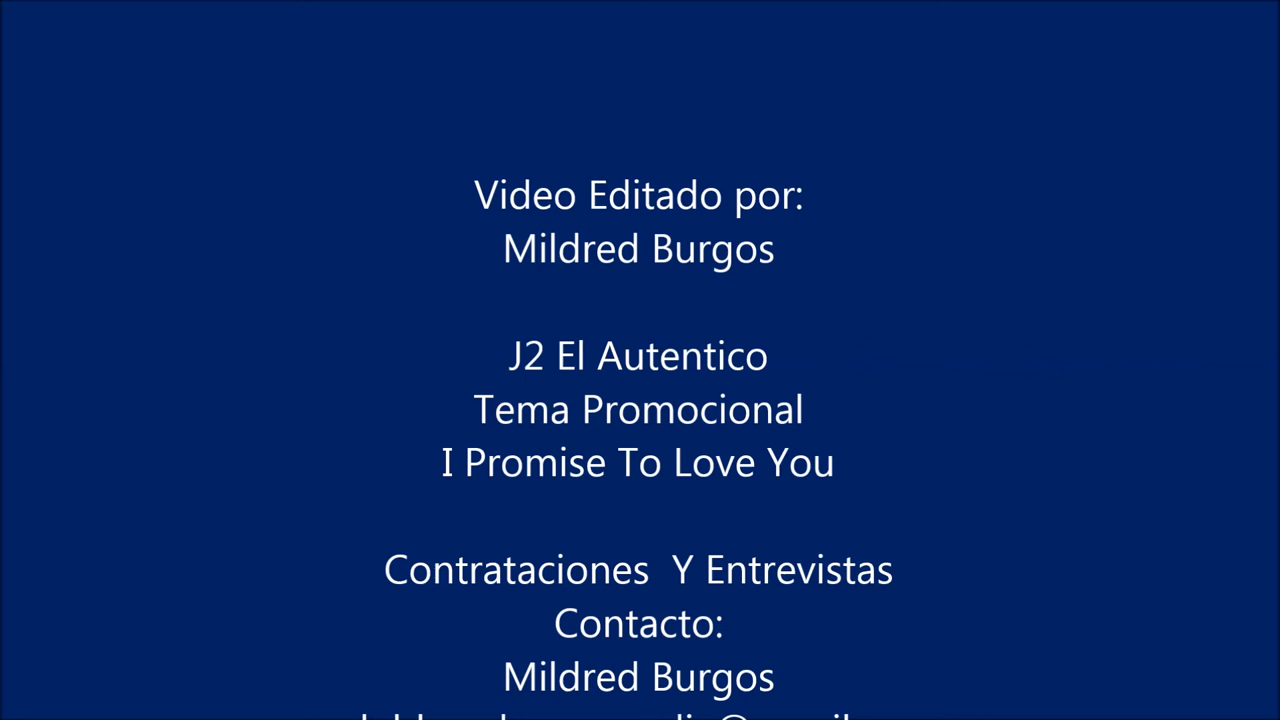 Video Editado por:
Mildred Burgos
J2 El Autentico
Tema Promocional
I Promise To Love You
Contrataciones  Y Entrevistas
Contacto:
Mildred Burgos